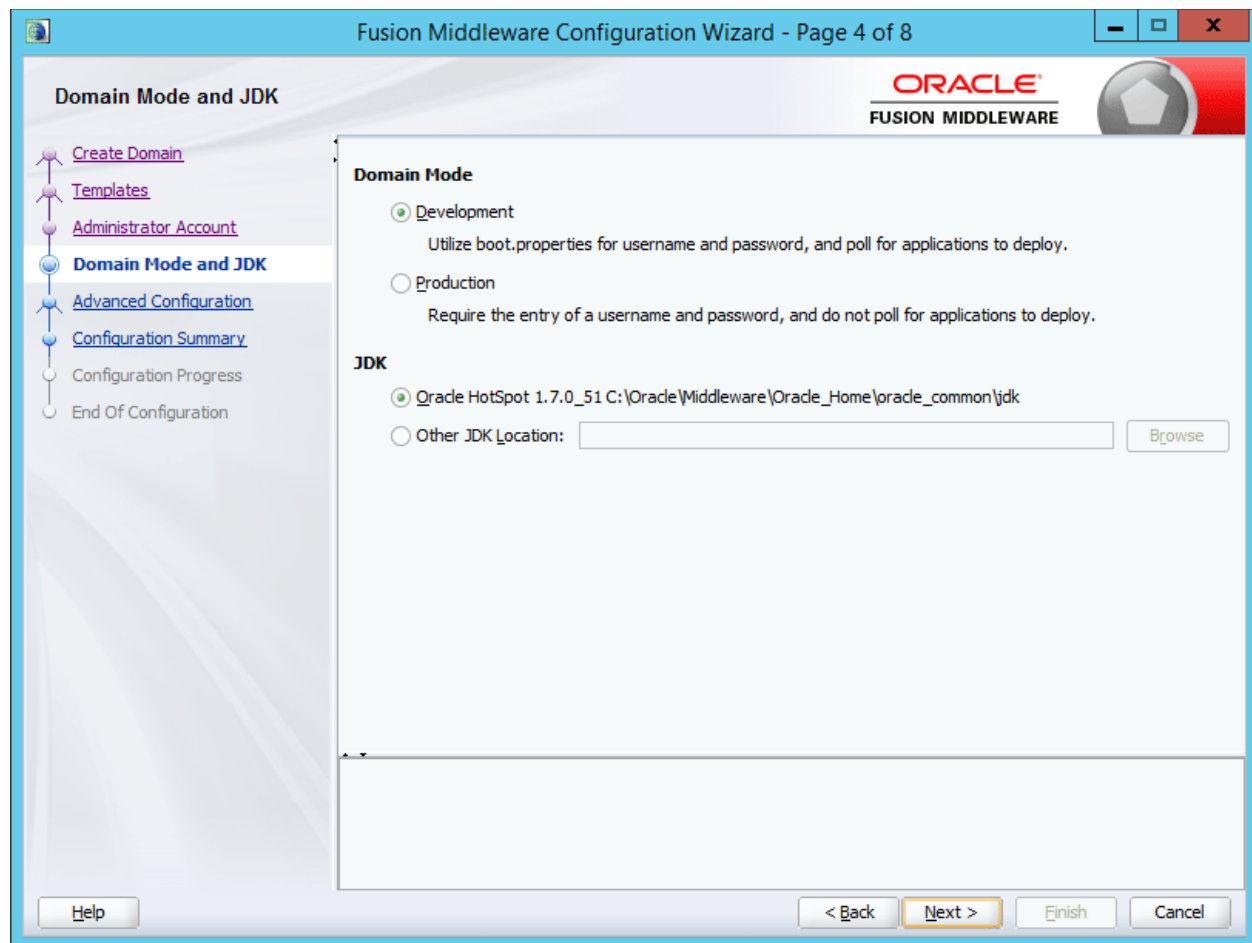 Fusion Middleware Configuration Wizard - Page 4 of 8
Domain Mode and JDK
ORACLE
FUSION MIDDLEWARE
Create Domain
Templates
Administrator Account
Domain Mode and JDK
Advanced Configuration
Configuration Summary
Configuration Progress
End Of Configuration
Domain Mode
Development
Utilize boot.properties for username and password, and poll for applications to deploy.
Production
Require the entry of a username and password, and do not poll for applications to deploy.
JDK
Oracle HotSpot 1.7.0_51 C:\Oracle\Middleware\Oracle_Home\oracle_common\jdk
Other JDK Location:
Browse
Help
< Back
Next >
Finish
Cancel